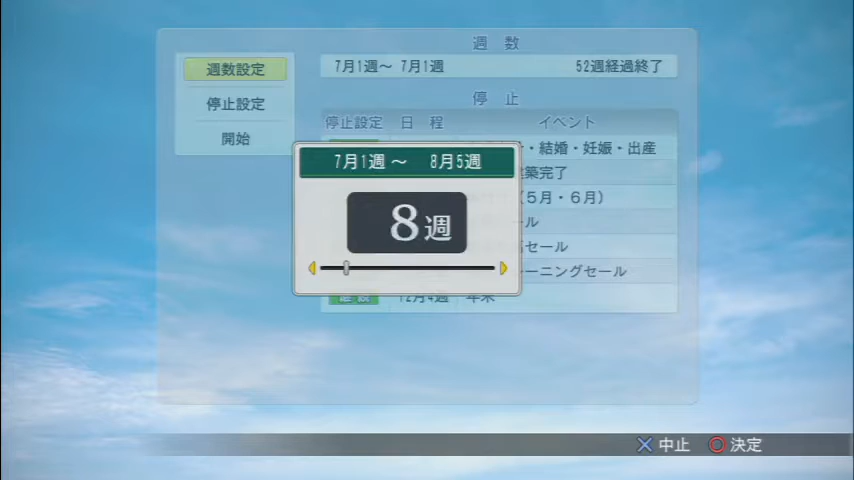 週 数
週数設定
7月1週～ 7月1週 52週経過終了
停止設定
停 止
停止設定 日 程 イベント
開始
・結婚・妊娠・出産
7月1週 ～ 8月5週
築完了
(5月・6月)
8週
ール
セール
ーニングセール
12月4週 年末
中止 決定